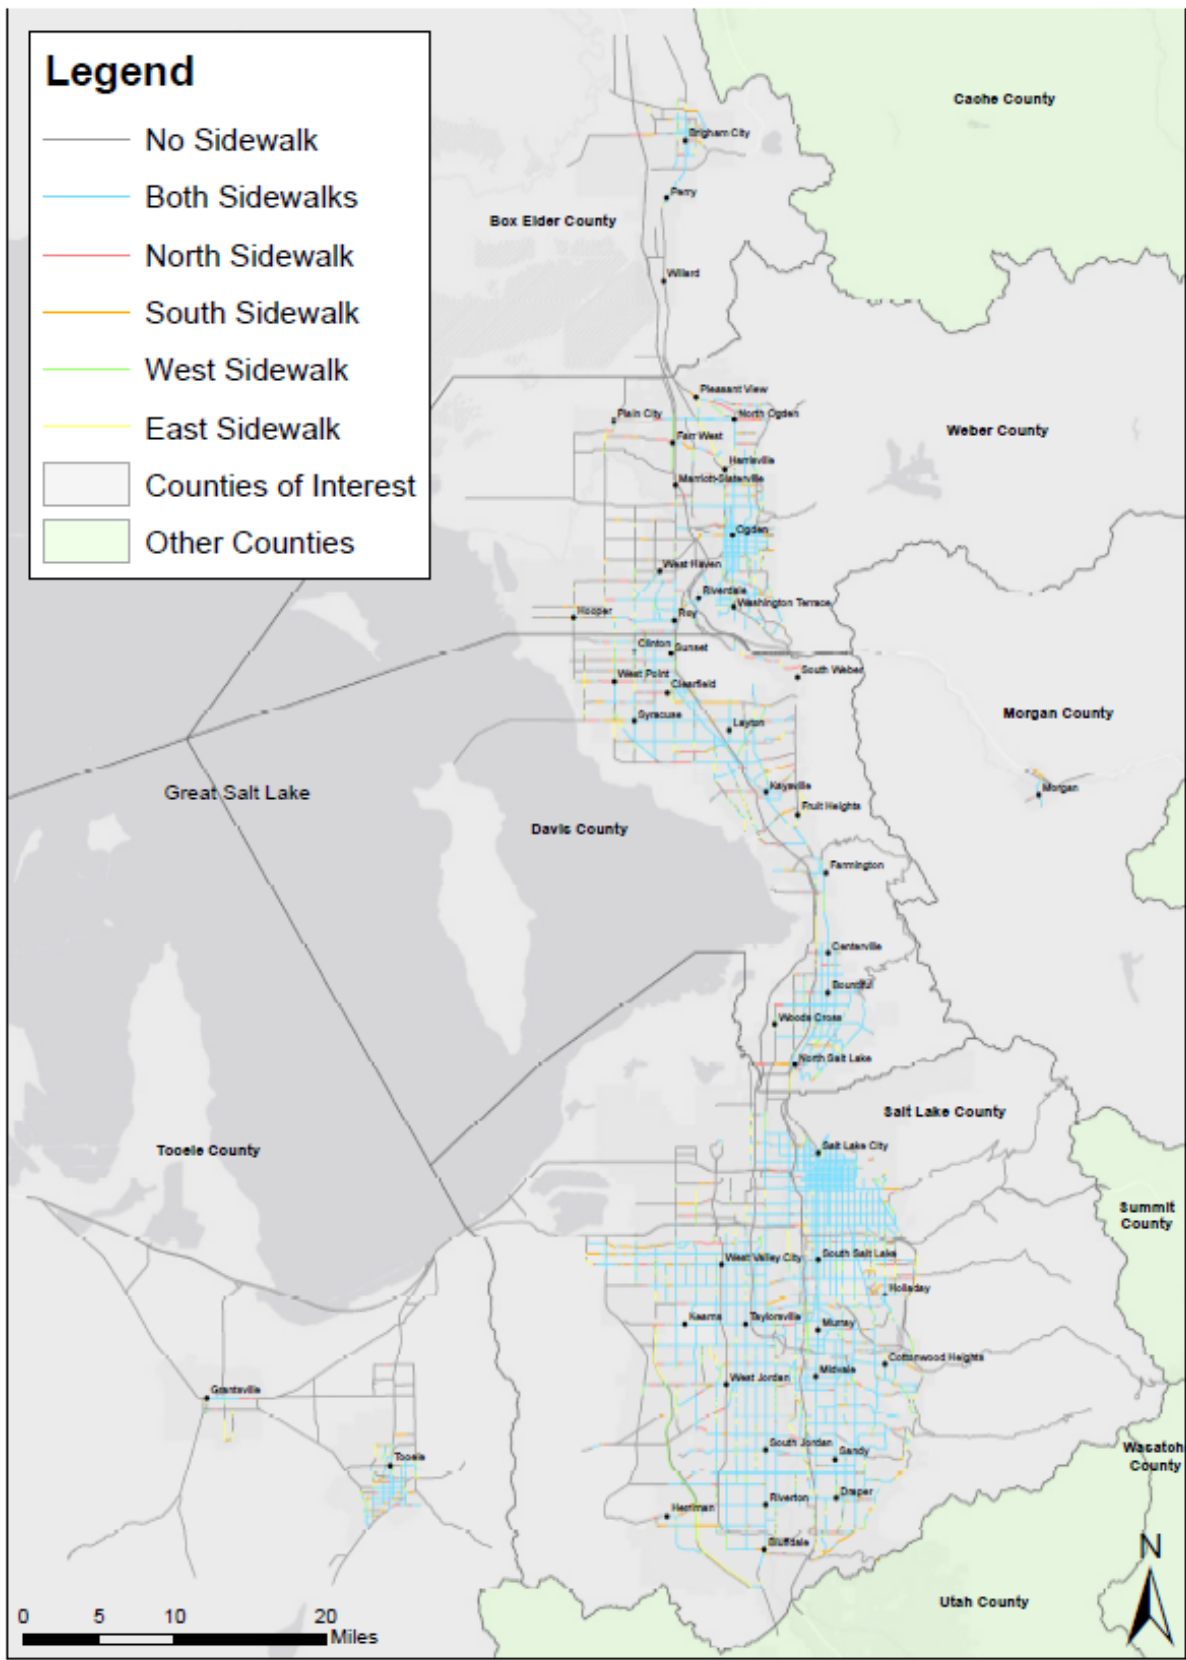 Legend
No Sidewalk
Both Sidewalks
North Sidewalk
South Sidewalk
West Sidewalk
East Sidewalk
Counties of Interest
Other Counties
Cache County
Brigham City
Perry
Box Elder County
Willard
Pleasant View
Plain City
North Ogden
Weber County
Farr West
Harrisville
Marriott-Slaterville
Ogden
West Haven
Riverdale
Washington Terrace
Hooper
Roy
Clinton
Sunset
South Weber
West Point
Clearfield
Syracuse
Layton
Morgan County
Morgan
Great Salt Lake
Kaysville
Fruit Heights
Davis County
Farmington
Centerville
Bountiful
Woods Cross
North Salt Lake
Salt Lake County
Tooele County
Salt Lake City
Summit
County
West Valley City
South Salt Lake
Holladay
Kearns
Taylorsville
Murray
Cottonwood Heights
Midvale
West Jordan
Grantsville
South Jordan
Sandy
Wasatch
County
Tooele
Draper
Riverton
Herriman
Bluffdale
N
Utah County
0 5 10 20
Miles